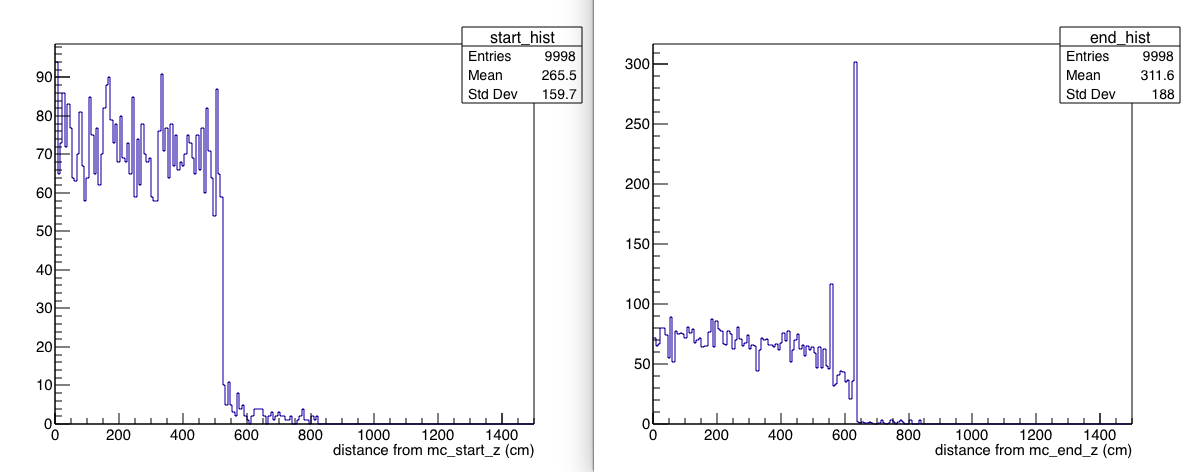 start_hist
Entries 9998
Mean 265.5
Std Dev 159.7
90
80
70
60
50
40
30
20
10
0
0 200 400 600 800 1000 1200 1400
distance from mc_start_z (cm)
end_hist
Entries 9998
Mean 311.6
Std Dev 188
300
250
200
150
100
50
0
0 200 400 600 800 1000 1200 1400
distance from mc_end_z (cm)